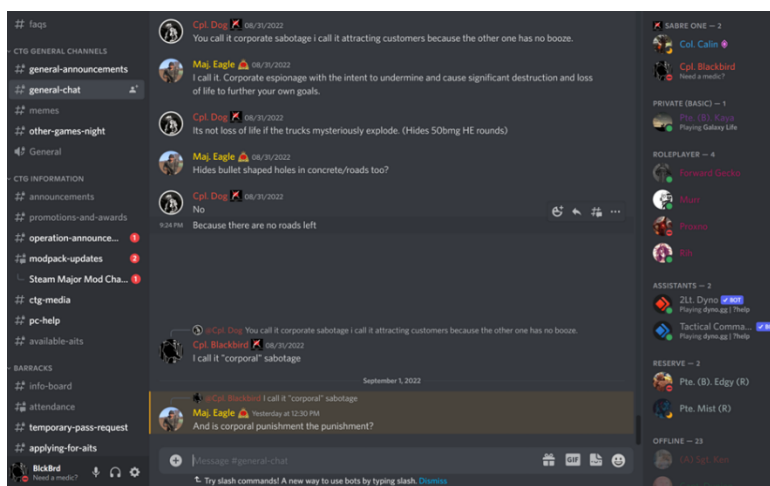 faqs
CTG GENERAL CHANNELS
general-announcements
general-chat
memes
other-games-night
General
CTG INFORMATION
announcements
promotions-and-awards
operation-announce... 1
modpack-updates 2
Steam Major Mod Cha... 1
ctg-media
pc-help
available-aits
BARRACKS
info-board
attendance
temporary-pass-request
applying-for-aits
BlckBrd
Need a medic?
Cpl. Dog 08/31/2022
You call it corporate sabotage i call it attracting customers because the other one has no booze.
Maj. Eagle 08/31/2022
I call it. Corporate espionage with the intent to undermine and cause significant destruction and loss
of life to further your own goals.
Cpl. Dog 08/31/2022
Its not loss of life if the trucks mysteriously explode. (Hides 50bmg HE rounds)
Maj. Eagle 08/31/2022
Hides bullet shaped holes in concrete/roads too?
Cpl. Dog 08/31/2022
No
9:24 PM Because there are no roads left
@Cpl. Dog You call it corporate sabotage i call it attracting customers because the other one has no booze.
Cpl. Blackbird 08/31/2022
I call it "corporal" sabotage
September 1, 2022
@Cpl. Blackbird I call it "corporal" sabotage
Maj. Eagle Yesterday at 12:30 PM
And is corporal punishment the punishment?
Message #general-chat
GIF
Try slash commands! A new way to use bots by typing slash. Dismiss
SABRE ONE — 2
Col. Calin
Cpl. Blackbird
Need a medic?
PRIVATE (BASIC) — 1
Pte. (B). Kaya
Playing Galaxy Life
ROLEPLAYER — 4
Forward Gecko
Mutt
Praxno
Rib
ASSISTANTS — 2
2Lt. Dyno BOT
Playing dyno.gg | ?help
Tactical Comma... BOT
Playing dyno.gg | ?help
RESERVE — 2
Pte. (B). Edgy (R)
Pte. Mist (R)
OFFLINE — 23
(A) Sgt. Ken